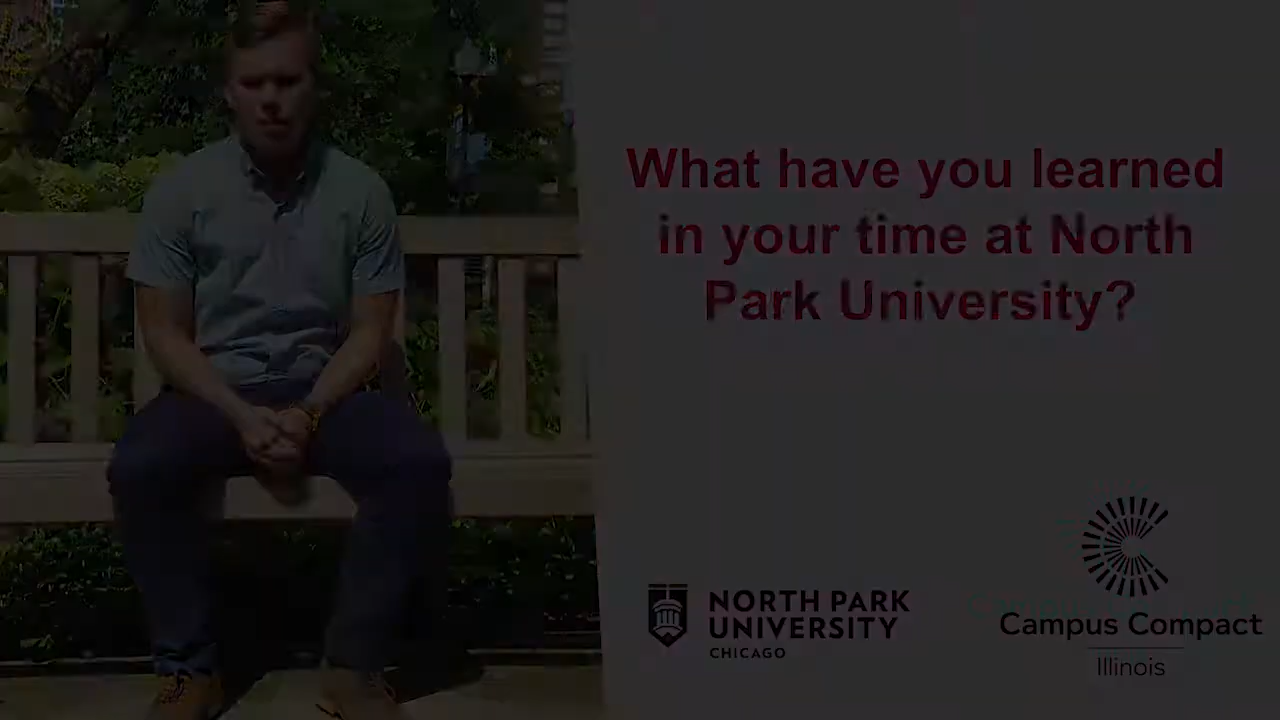 What have you learned
in your time at North
Park University?
NORTH PARK
UNIVERSITY
CHICAGO
Campus Compact
Illinois